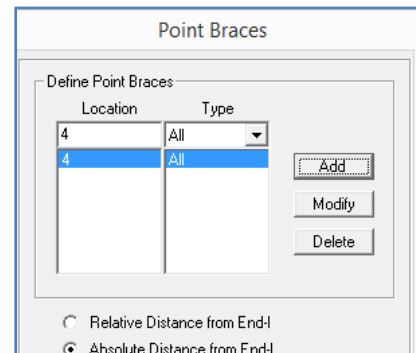 Point Braces
Define Point Braces
Location Type
4 All
4 All
Add
Modify
Delete
Relative Distance from End-I
Absolute Distance from End-I